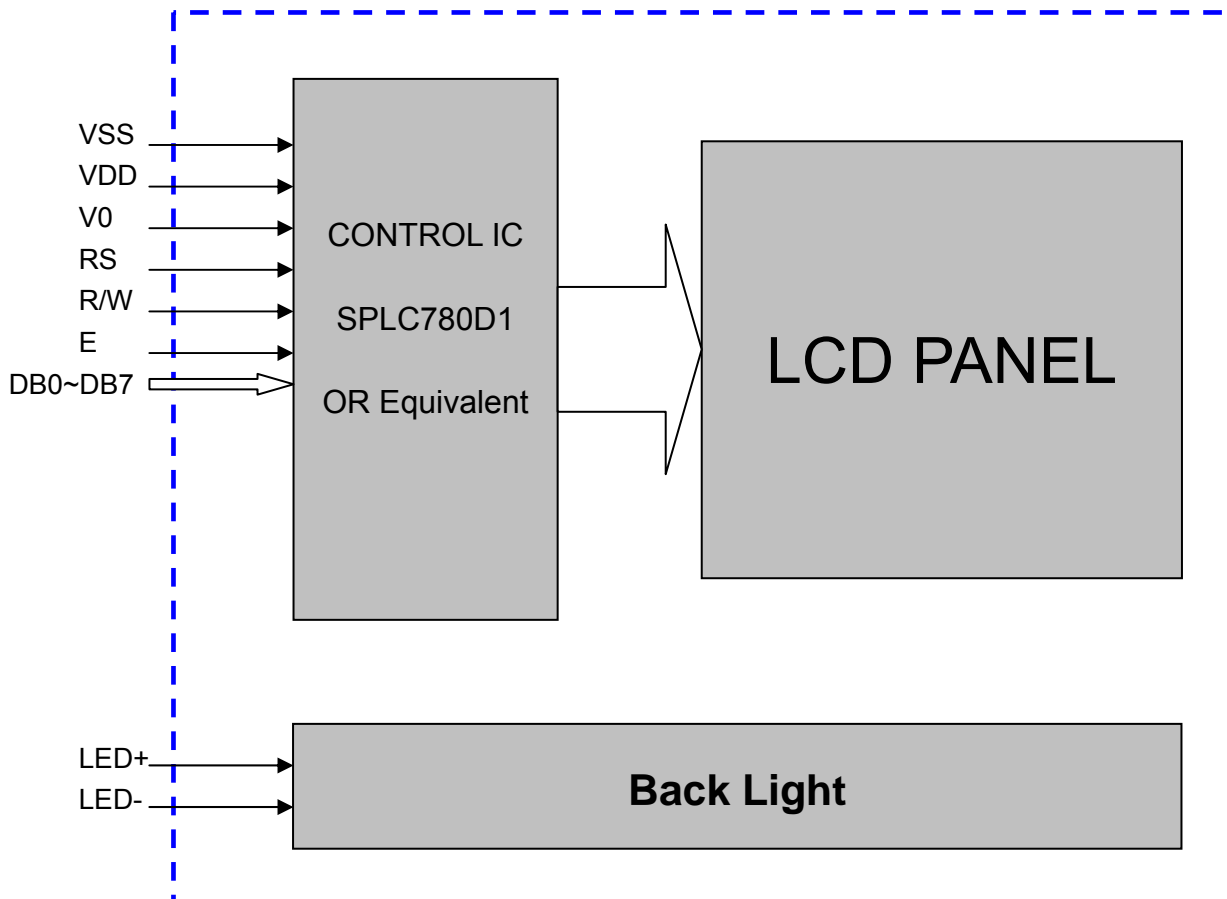 VSS
VDD
V0
RS
R/W
E
DB0~DB7
CONTROL IC
SPLC780D1
OR Equivalent
LCD PANEL
LED+
LED-
Back Light